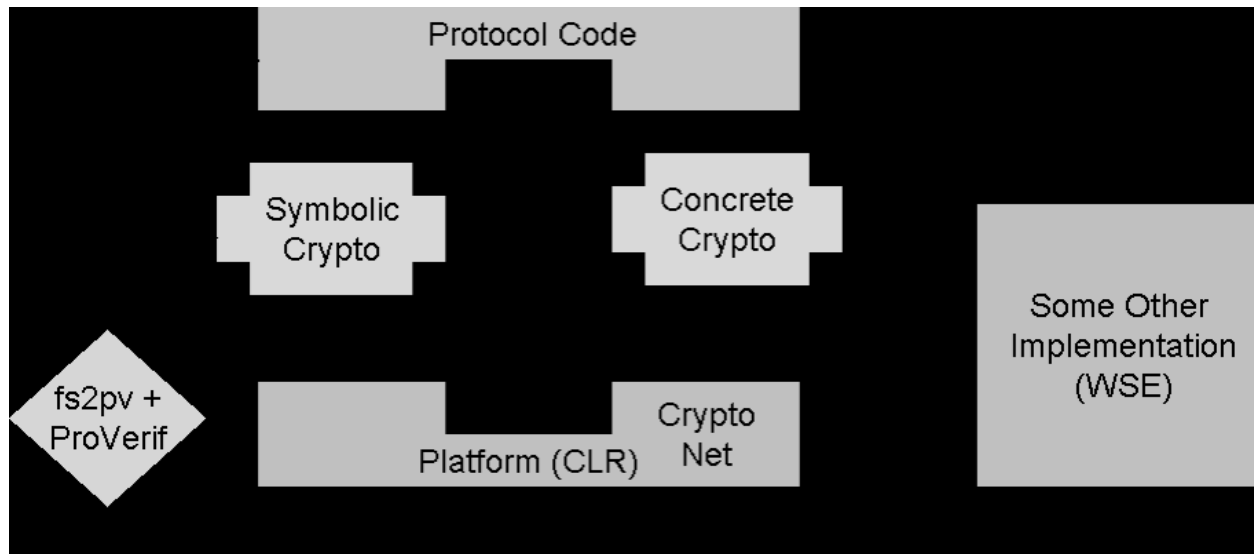 Protocol Code
Symbolic
Crypto
Concrete
Crypto
Some Other
Implementation
(WSE)
fs2pv +
ProVerif
Crypto
Net
Platform (CLR)